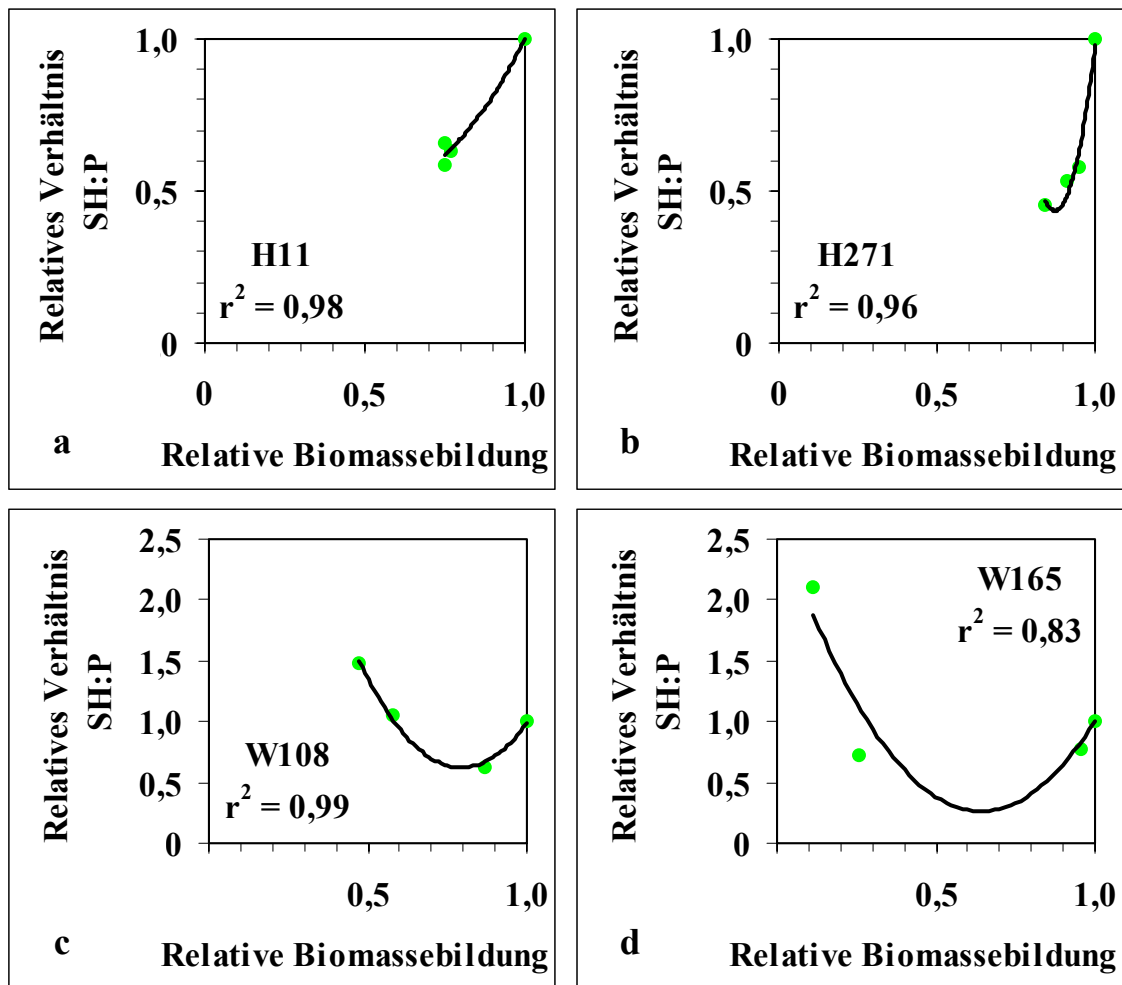 Relatives Verhältnis
SH:P
1,0
0,5
0
H11
r² = 0,98
0
0,5
1,0
a
Relative Biomassebildung
Relatives Verhältnis
SH:P
1,0
0,5
0
H271
r² = 0,96
0
0,5
1,0
b
Relative Biomassebildung
Relatives Verhältnis
SH:P
2,5
2,0
1,5
1,0
0,5
0
W108
r² = 0,99
0,5
1,0
c
Relative Biomassebildung
Relatives Verhältnis
SH:P
2,5
2,0
1,5
1,0
0,5
0
W165
r² = 0,83
0,5
1,0
d
Relative Biomassebildung